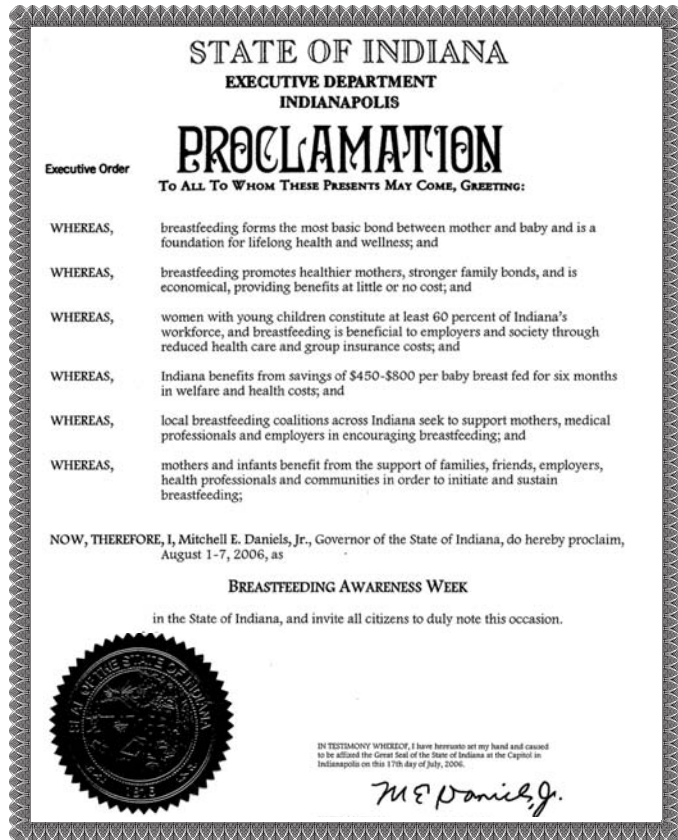 STATE OF INDIANA
EXECUTIVE DEPARTMENT
INDIANAPOLIS
PROCLAMATION
Executive Order
TO ALL TO WHOM THESE PRESENTS MAY COME, GREETING:
WHEREAS, breastfeeding forms the most basic bond between mother and baby and is a
foundation for lifelong health and wellness; and
WHEREAS, breastfeeding promotes healthier mothers, stronger family bonds, and is
economical, providing benefits at little or no cost; and
WHEREAS, women with young children constitute at least 60 percent of Indiana's
workforce, and breastfeeding is beneficial to employers and society through
reduced health care and group insurance costs; and
WHEREAS, Indiana benefits from savings of $450-$800 per baby breast fed for six months
in welfare and health costs; and
WHEREAS, local breastfeeding coalitions across Indiana seek to support mothers, medical
professionals and employers in encouraging breastfeeding; and
WHEREAS, mothers and infants benefit from the support of families, friends, employers,
health professionals and communities in order to initiate and sustain
breastfeeding;
NOW, THEREFORE, I, Mitchell E. Daniels, Jr., Governor of the State of Indiana, do hereby proclaim,
August 1-7, 2006, as
BREASTFEEDING AWARENESS WEEK
in the State of Indiana, and invite all citizens to duly note this occasion.
SEAL OF THE STATE OF INDIANA
1816
IN TESTIMONY WHEREOF, I have hereunto set my hand and caused
to be affixed the Great Seal of the State of Indiana at the Capitol in
Indianapolis on this 17th day of July, 2006.
M E Daniels, Jr.